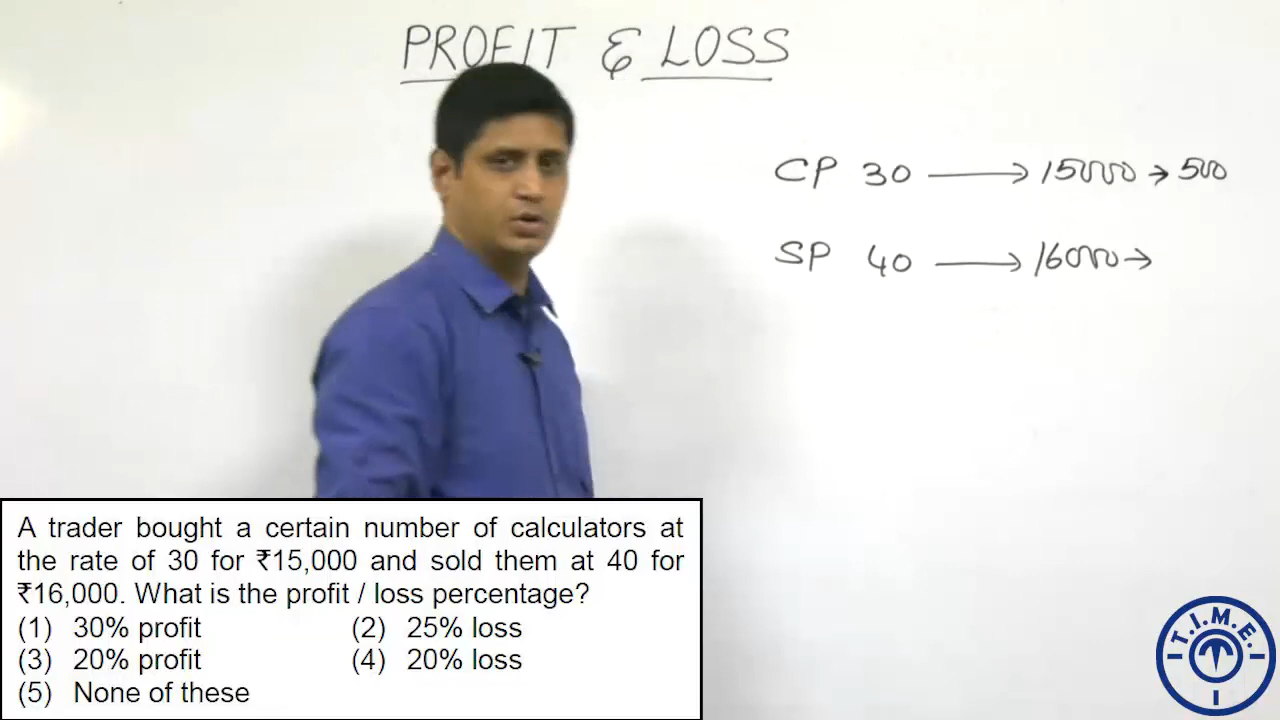 PROFIT & LOSS
CP 30 → 15000 → 500
SP 40 → 16000 →
A trader bought a certain number of calculators at
the rate of 30 for ₹15,000 and sold them at 40 for
₹16,000. What is the profit / loss percentage?
(1) 30% profit (2) 25% loss
(3) 20% profit (4) 20% loss
(5) None of these
T.I.M.E.